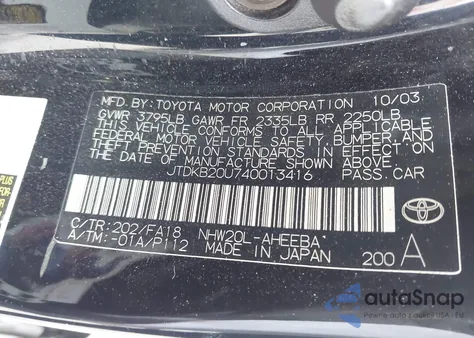 MFD. BY: TOYOTA MOTOR CORPORATION 10/03
GVWR 3795LB GAWR FR 2335LB RR 2250LB
THIS VEHICLE CONFORMS TO ALL APPLICABLE
FEDERAL MOTOR VEHICLE SAFETY, BUMPER AND
THEFT PREVENTION STANDARDS IN EFFECT ON
THE DATE OF MANUFACTURE SHOWN ABOVE.
JTDKB20U740013416 PASS.CAR
C/TR:202/FA18 NHW20L-AHEEBA
A/TM:-01A/P112 MADE IN JAPAN 200 A
TOYOTA
PLUS
autoSnap